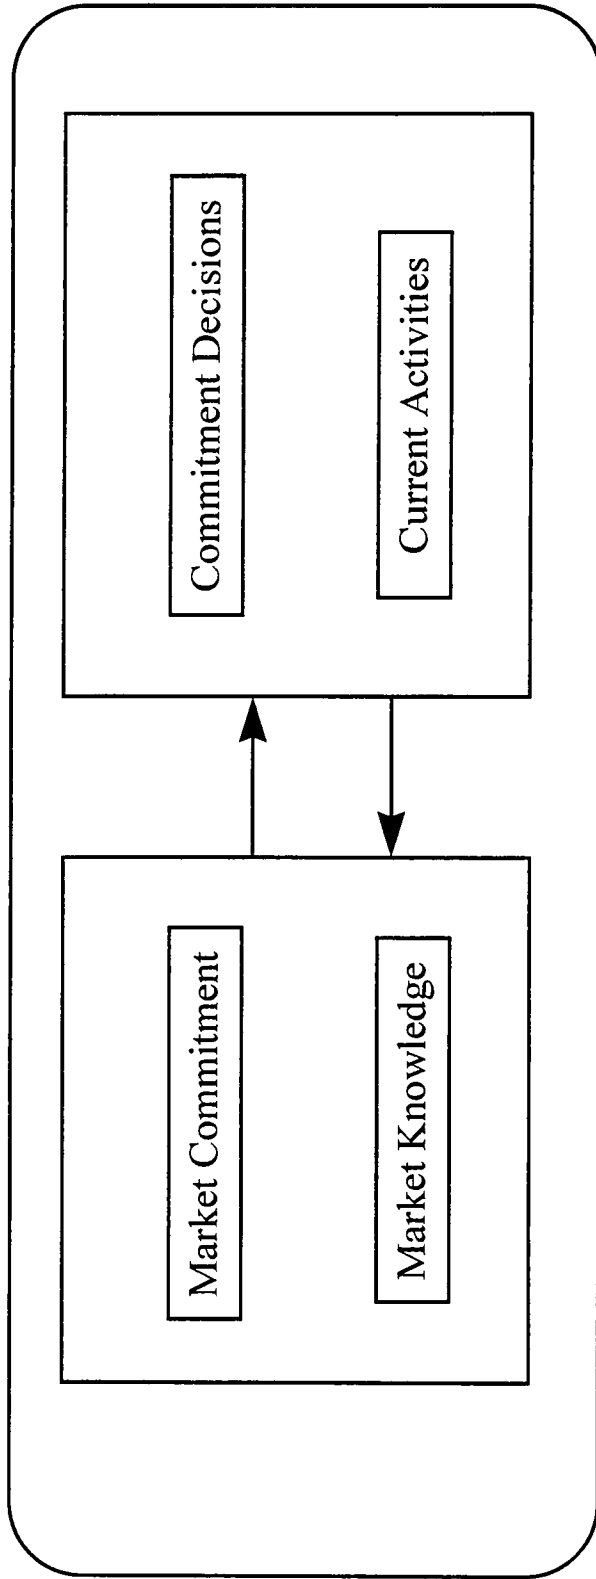 Market Commitment
Market Knowledge
Commitment Decisions
Current Activities